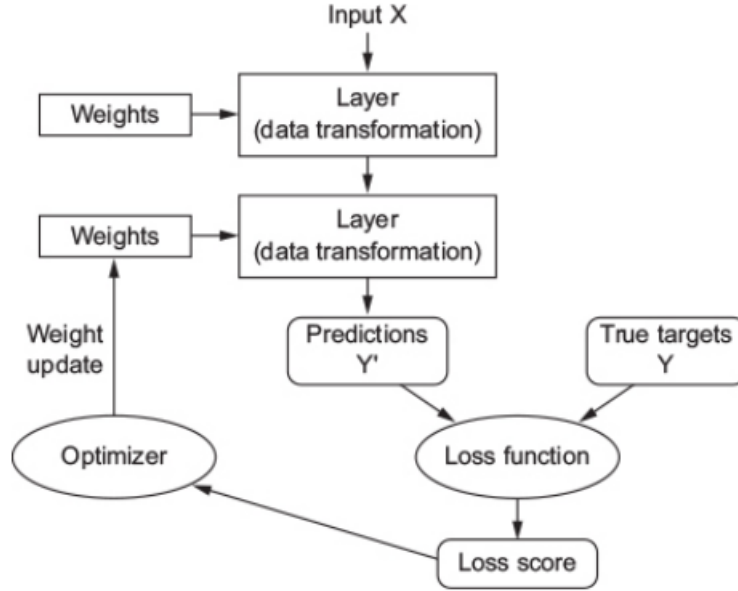 Input X
Layer
(data transformation)
Weights
Layer
(data transformation)
Weights
Weight
update
Predictions
Y'
True targets
Y
Optimizer
Loss function
Loss score